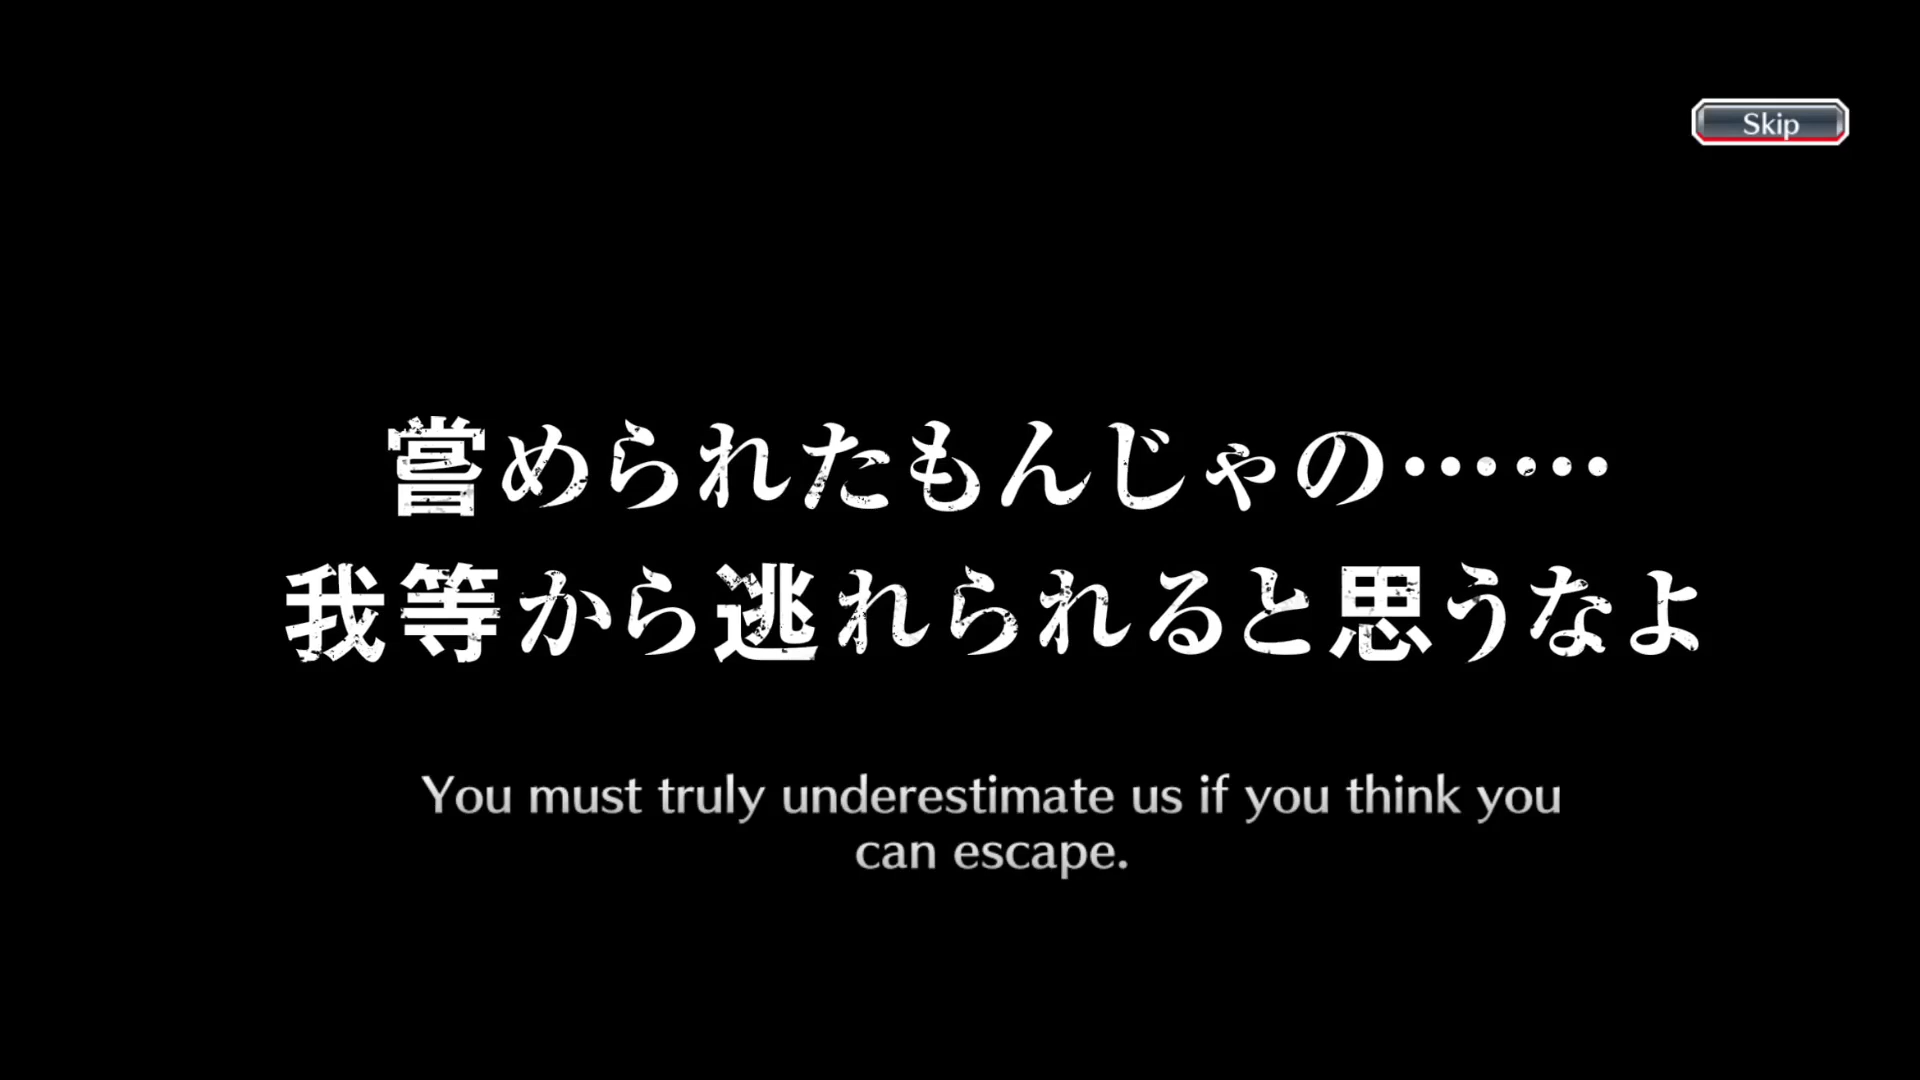 Skip
嘗められたもんじゃの……
我等から逃れられると思うなよ
You must truly underestimate us if you think you
can escape.